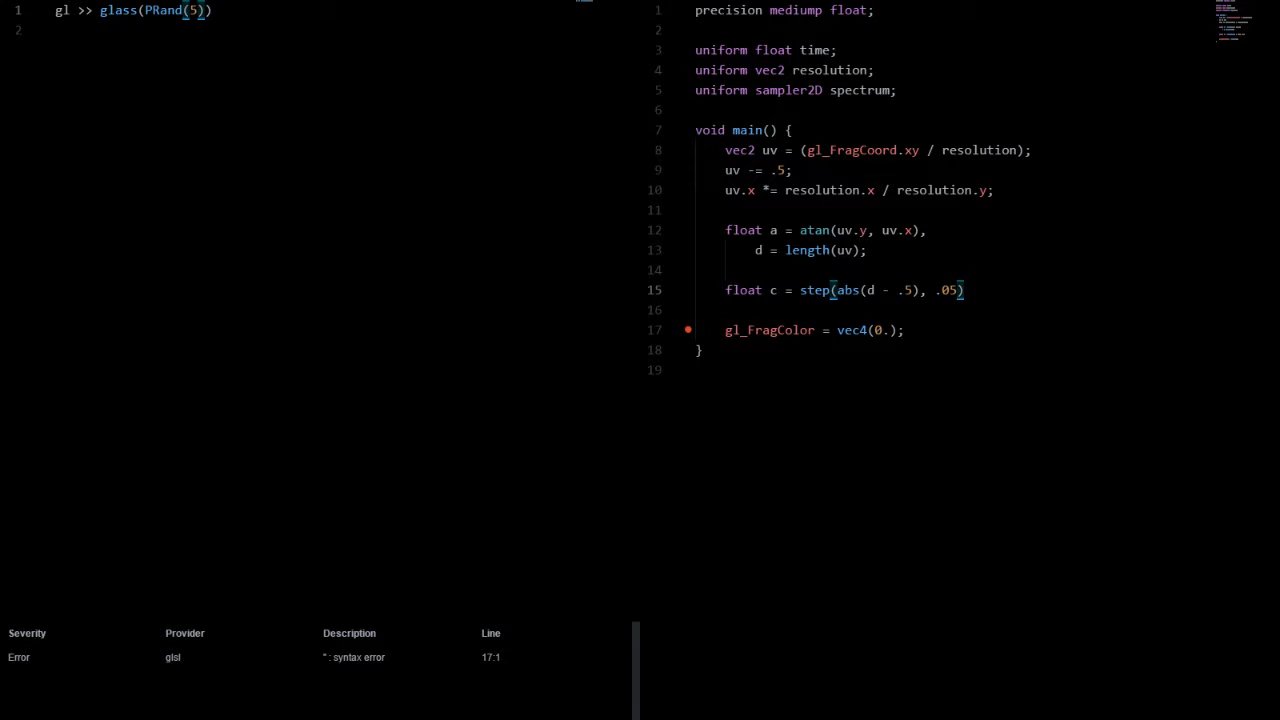 1 gl >> glass(PRand(5))
2
1 precision mediump float;
2
3 uniform float time;
4 uniform vec2 resolution;
5 uniform sampler2D spectrum;
6
7 void main() {
8 vec2 uv = (gl_FragCoord.xy / resolution);
9 uv -= .5;
10 uv.x *= resolution.x / resolution.y;
11
12 float a = atan(uv.y, uv.x),
13 d = length(uv);
14
15 float c = step(abs(d - .5), .05)
16
17 gl_FragColor = vec4(0.);
18 }
19
Severity Provider Description Line
Error glsl '' : syntax error 17:1